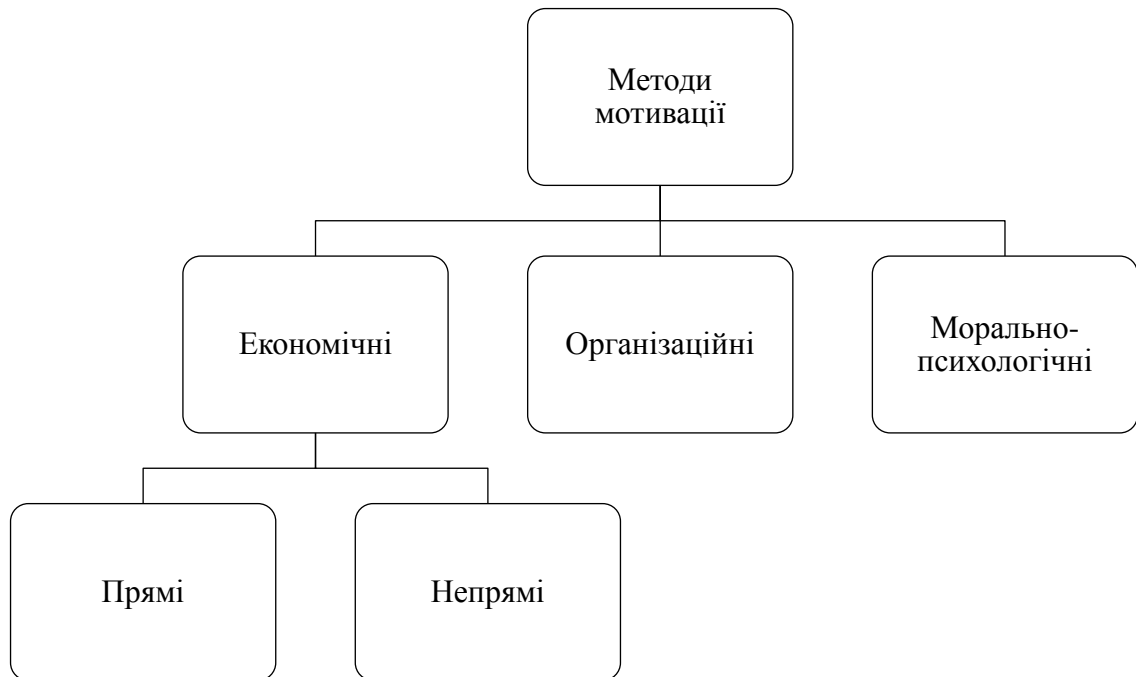 Методи
мотивації
Економічні
Організаційні
Морально-
психологічні
Прямі
Непрямі